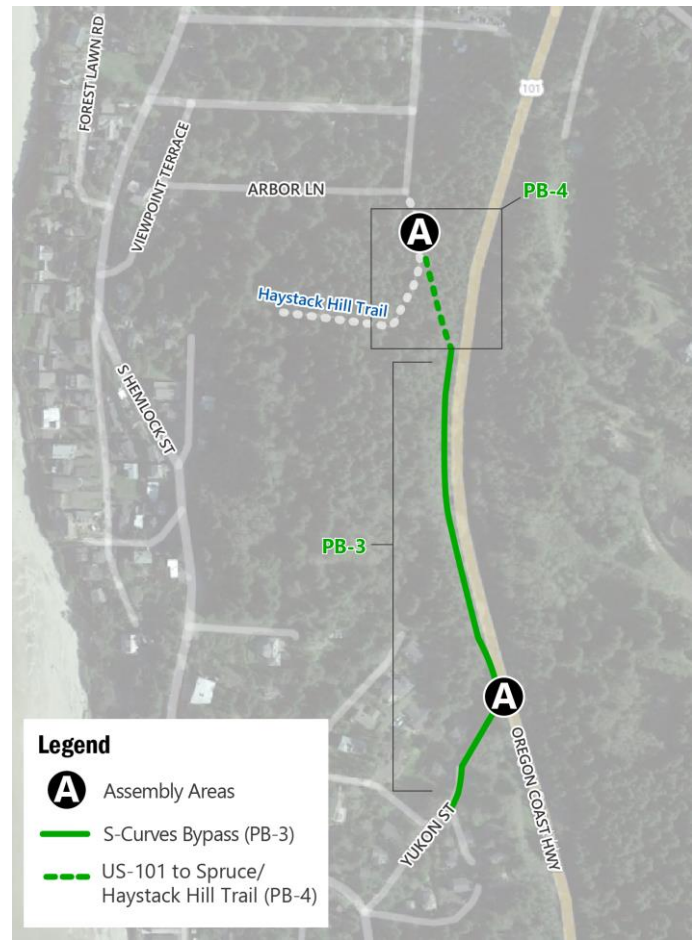 FOREST LAWN RD
VIEWPOINT TERRACE
ARBOR LN
101
PB-4
A
Haystack Hill Trail
S HEMLOCK ST
PB-3
A
OREGON COAST HWY
YUKON ST
Legend
A Assembly Areas
S-Curves Bypass (PB-3)
US-101 to Spruce/
Haystack Hill Trail (PB-4)